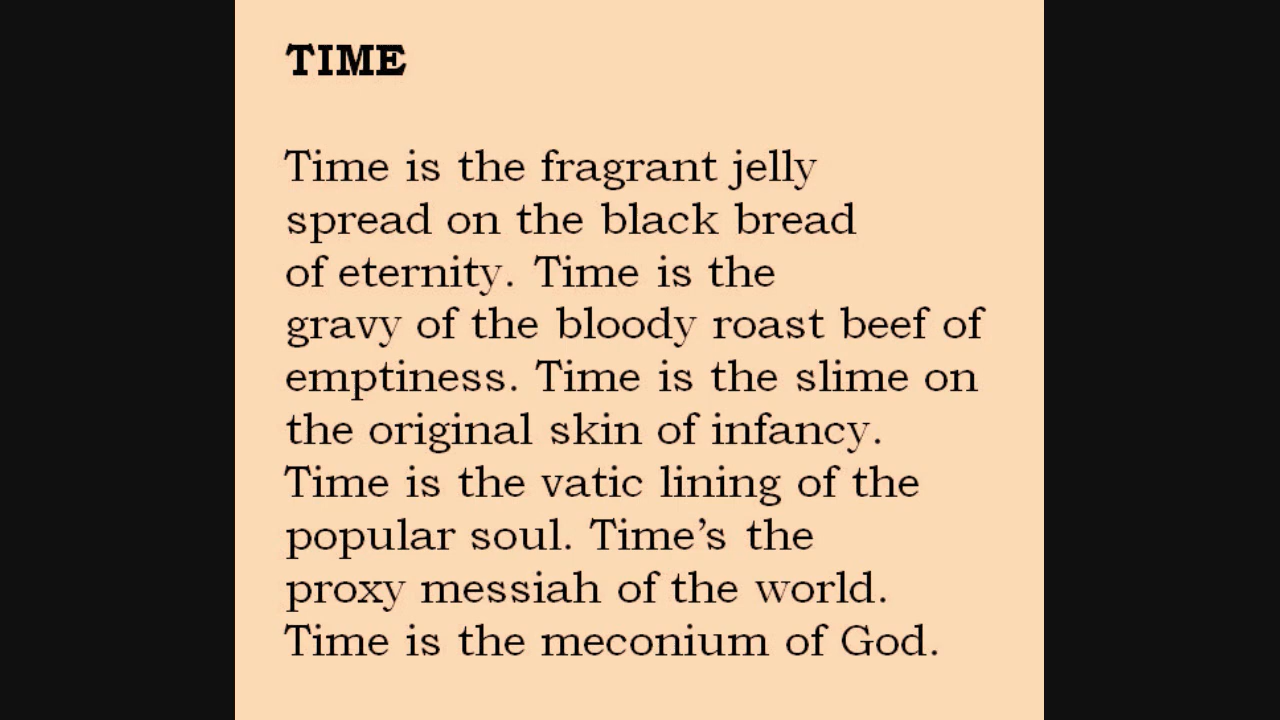 TIME
Time is the fragrant jelly
spread on the black bread
of eternity. Time is the
gravy of the bloody roast beef of
emptiness. Time is the slime on
the original skin of infancy.
Time is the vatic lining of the
popular soul. Time’s the
proxy messiah of the world.
Time is the meconium of God.